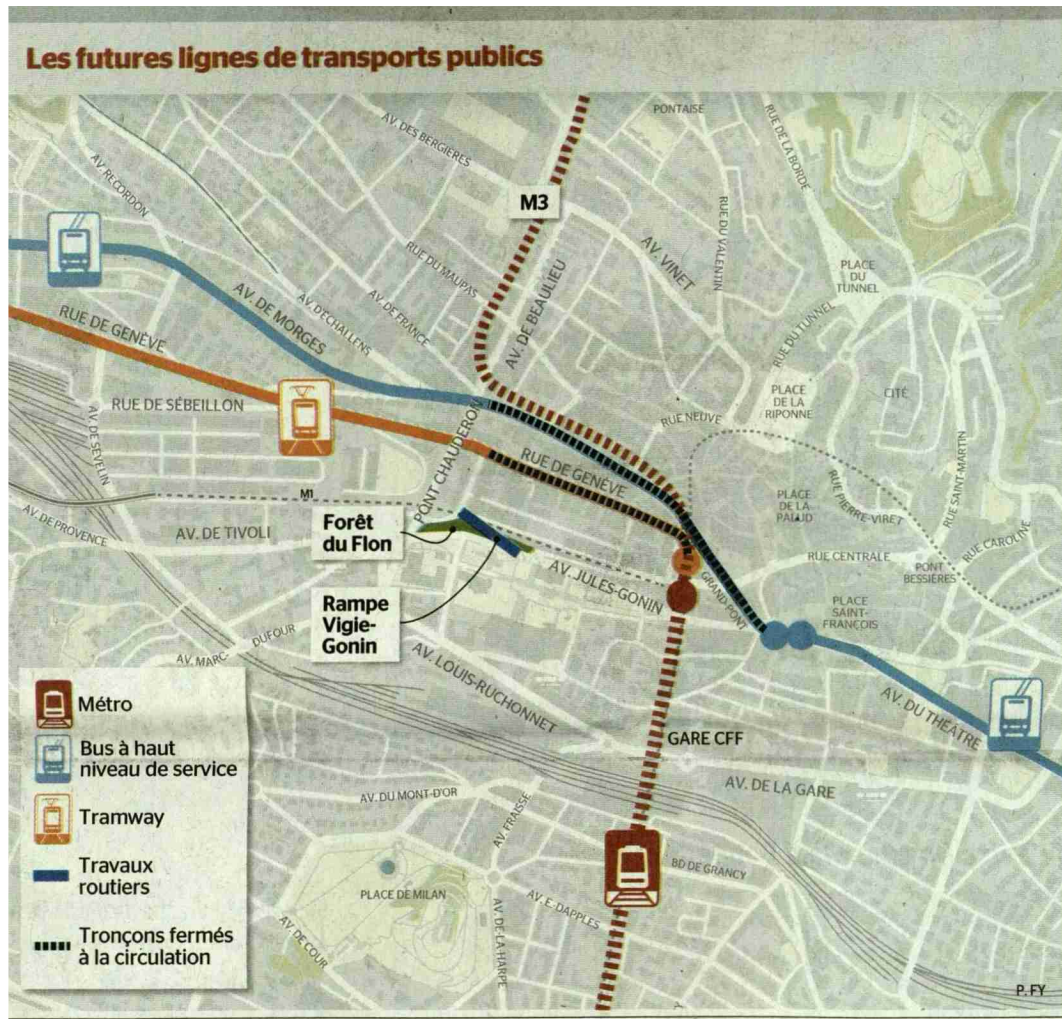 Les futures lignes de transports publics
PONTAISE
AV. DES BERGIÈRES
RUE DE LA BORDE
AV. RECORDON
M3
RUE DU VALENTIN
AV. VINET
RUE DU MAUPAS
PLACE
DU
TUNNEL
AV. DE BEAULIEU
AV. DE MORGES
AV. D'ÉCHALLENS
AV. DE FRANCE
RUE DE GENÈVE
RUE DU TUNNEL
CITÉ
PLACE
DE LA
RIPONNE
RUE DE SÉBEILLON
RUE NEUVE
AV. DE SÉVELIN
PONT CHAUDERON
RUE DE GENÈVE
RUE SAINT-MARTIN
M1
PLACE
DE LA
PALUD
RUE PIERRE-VIRET
AV. DE PROVENCE
AV. DE TIVOLI
Forêt
du Flon
RUE CENTRALE
RUE CAROLINE
PONT
BESSIÈRES
AV. JULES-GONIN
GRAND-PONT
PLACE
SAINT-
FRANÇOIS
Rampe
Vigie-
Gonin
AV. MARC-
DUFOUR
AV. LOUIS-RUCHONNET
AV. DU THÉÂTRE
Métro
GARE CFF
Bus à haut
niveau de service
AV. DE LA GARE
AV. DU MONT-D'OR
AV. FRAISSE
Tramway
BD DE GRANCY
Travaux
routiers
PLACE DE MILAN
AV. E. DAPPLES
AV. DE COUR
AV. DE LA HARPE
Tronçons fermés
à la circulation
P. FY